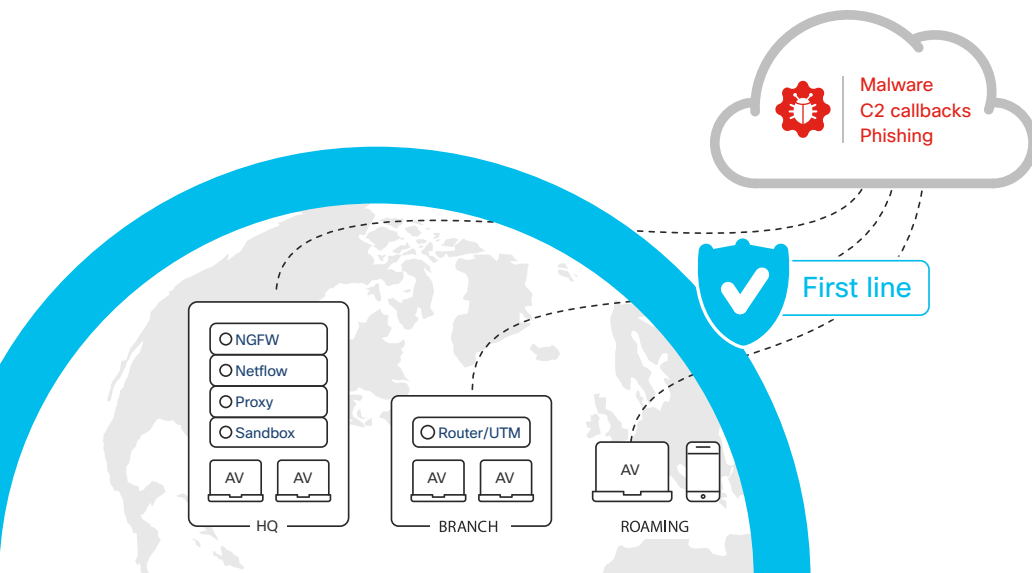 Malware
C2 callbacks
Phishing
First line
NGFW
Netflow
Proxy
Sandbox
AV AV
HQ
Router/UTM
AV AV
BRANCH
AV
ROAMING